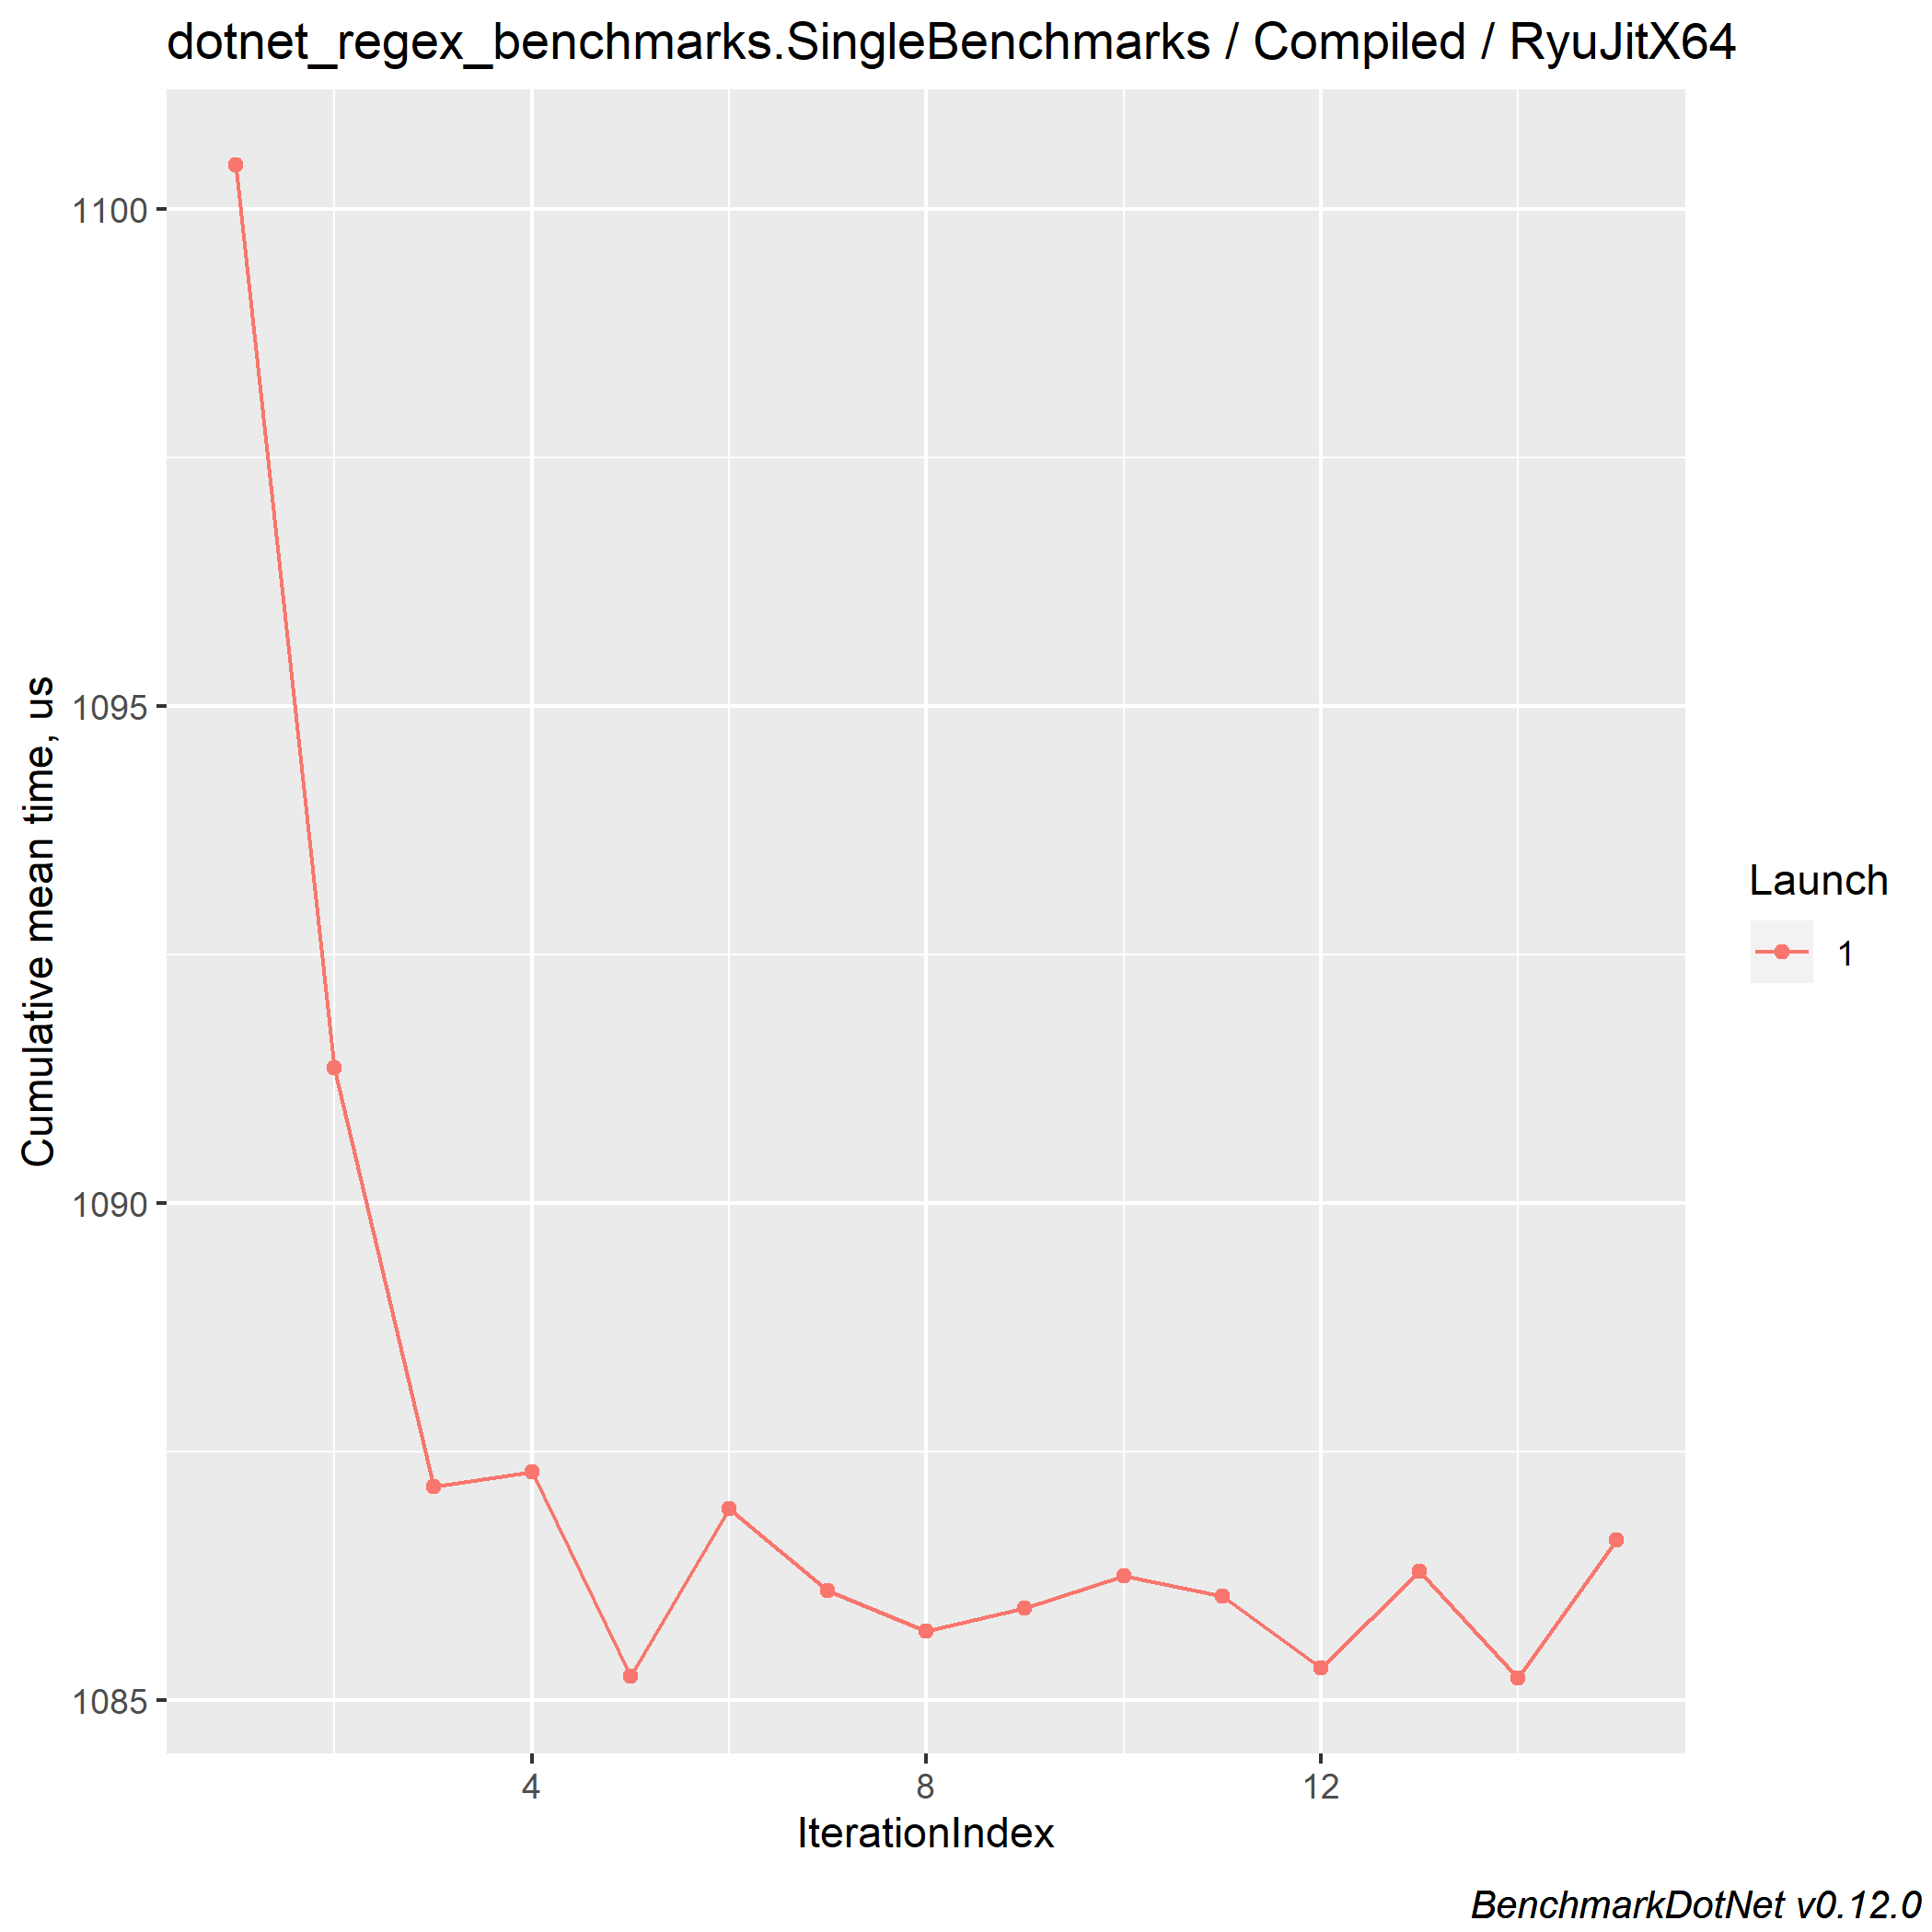 dotnet_regex_benchmarks.SingleBenchmarks / Compiled / RyuJitX64
Cumulative mean time, us
1100
1095
1090
1085
4
8
12
IterationIndex
Launch
1
BenchmarkDotNet v0.12.0